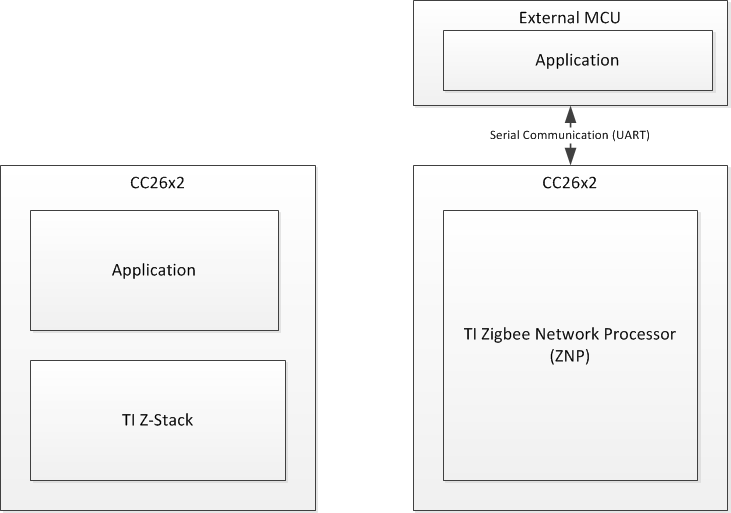 External MCU
Application
Serial Communication (UART)
CC26x2
Application
TI Z-Stack
CC26x2
TI Zigbee Network Processor
(ZNP)